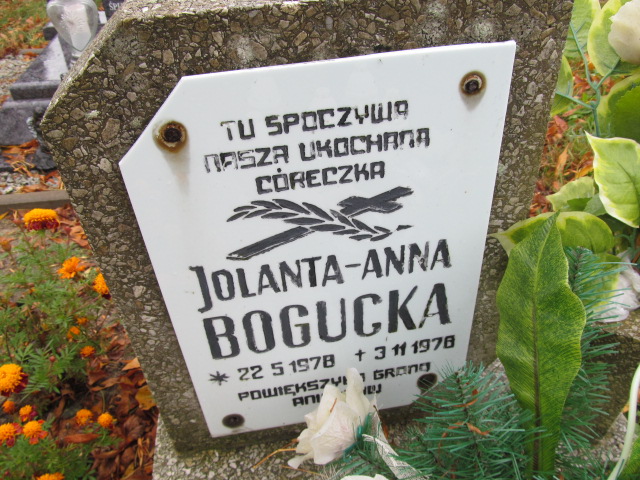 TU SPOCZYWA
NASZA UKOCHANA
CÓRECZKA
JOLANTA-ANNA
BOGUCKA
* 22 5 1978 + 3 11 1978
POWIĘKSZYŁA GRONO